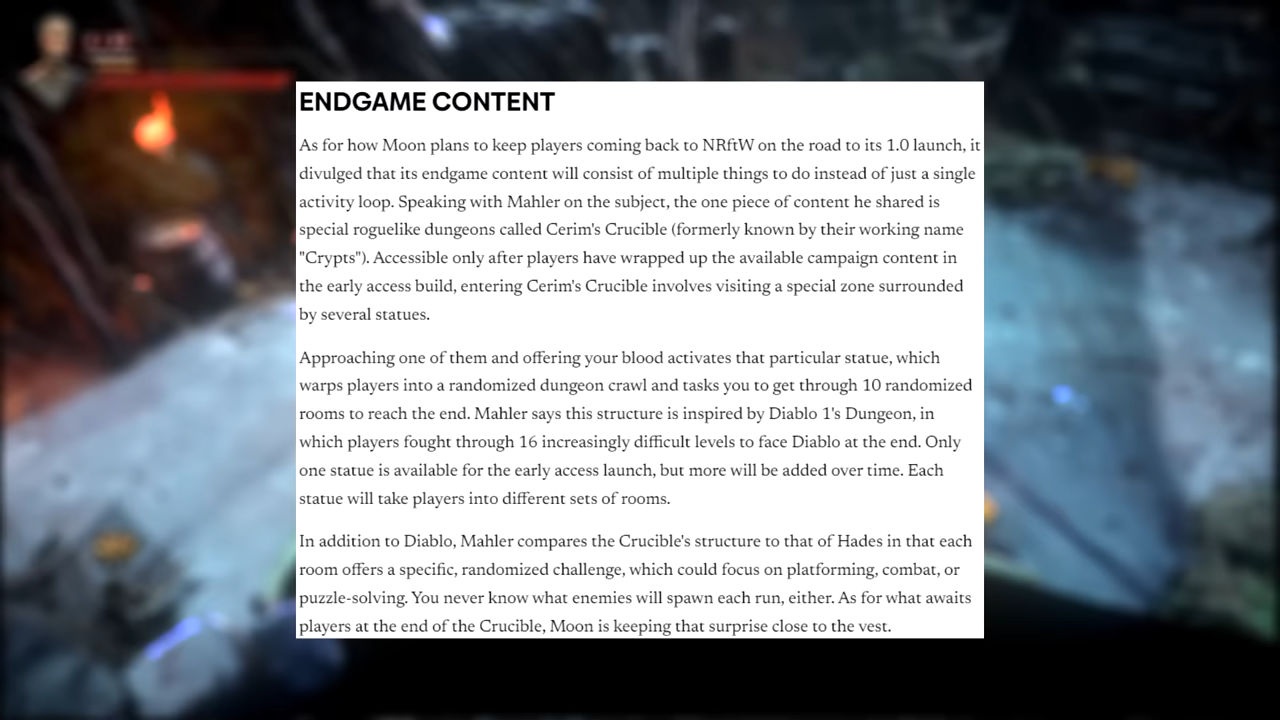 ENDGAME CONTENT
As for how Moon plans to keep players coming back to NRftW on the road to its 1.0 launch, it
divulged that its endgame content will consist of multiple things to do instead of just a single
activity loop. Speaking with Mahler on the subject, the one piece of content he shared is
special roguelike dungeons called Cerim's Crucible (formerly known by their working name
"Crypts"). Accessible only after players have wrapped up the available campaign content in
the early access build, entering Cerim's Crucible involves visiting a special zone surrounded
by several statues.
Approaching one of them and offering your blood activates that particular statue, which
warps players into a randomized dungeon crawl and tasks you to get through 10 randomized
rooms to reach the end. Mahler says this structure is inspired by Diablo 1's Dungeon, in
which players fought through 16 increasingly difficult levels to face Diablo at the end. Only
one statue is available for the early access launch, but more will be added over time. Each
statue will take players into different sets of rooms.
In addition to Diablo, Mahler compares the Crucible's structure to that of Hades in that each
room offers a specific, randomized challenge, which could focus on platforming, combat, or
puzzle-solving. You never know what enemies will spawn each run, either. As for what awaits
players at the end of the Crucible, Moon is keeping that surprise close to the vest.